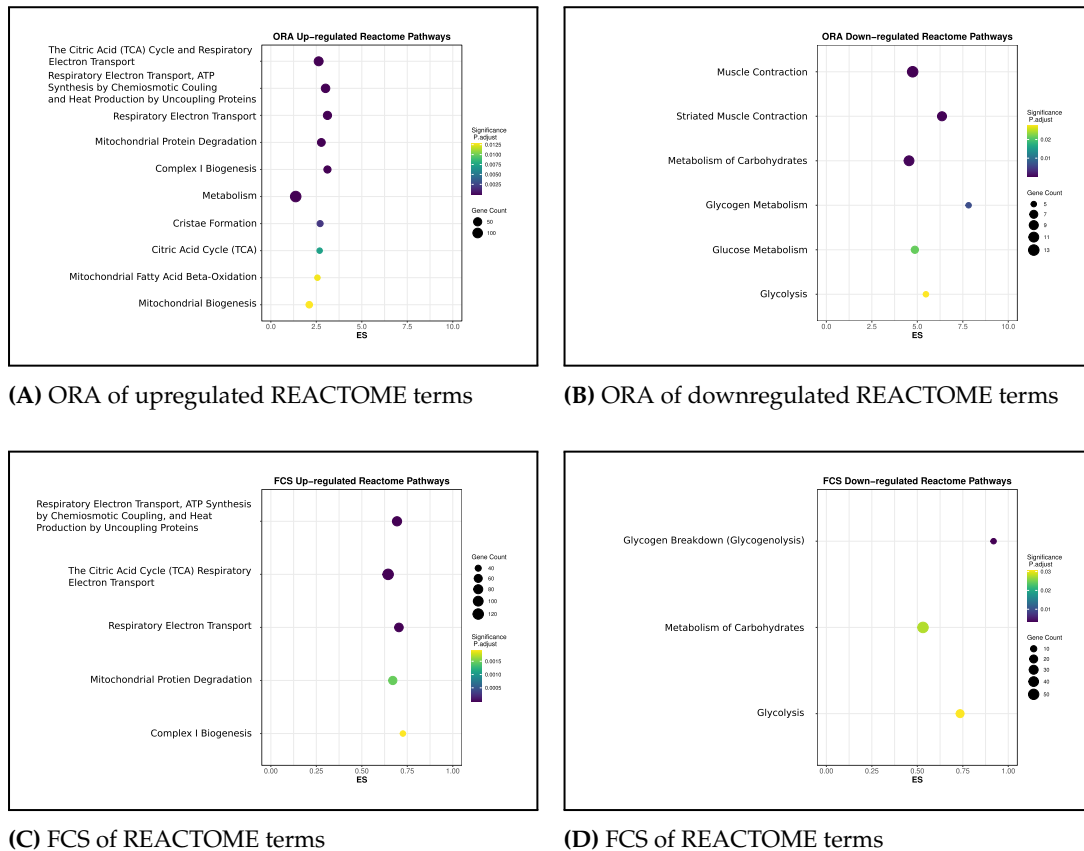 ORA Up−regulated Reactome Pathways
The Citric Acid (TCA) Cycle and Respiratory
Electron Transport
Respiratory Electron Transport, ATP
Synthesis by Chemiosmotic Couling
and Heat Production by Uncoupling Proteins
Respiratory Electron Transport
Mitochondrial Protein Degradation
Complex I Biogenesis
Metabolism
Cristae Formation
Citric Acid Cycle (TCA)
Mitochondrial Fatty Acid Beta-Oxidation
Mitochondrial Biogenesis
0.0 2.5 5.0 7.5 10.0
ES
Significance
P.adjust
0.0125
0.0100
0.0075
0.0050
0.0025
Gene Count
50
100
(A) ORA of upregulated REACTOME terms
ORA Down−regulated Reactome Pathways
Muscle Contraction
Striated Muscle Contraction
Metabolism of Carbohydrates
Glycogen Metabolism
Glucose Metabolism
Glycolysis
0.0 2.5 5.0 7.5 10.0
ES
Significance
P.adjust
0.02
0.01
Gene Count
5
7
9
11
13
(B) ORA of downregulated REACTOME terms
FCS Up−regulated Reactome Pathways
Respiratory Electron Transport, ATP Synthesis
by Chemiosmotic Coupling, and Heat
Production by Uncoupling Proteins
The Citric Acid Cycle (TCA) Respiratory
Electron Transport
Respiratory Electron Transport
Mitochondrial Protien Degradation
Complex I Biogenesis
0.00 0.25 0.50 0.75 1.00
ES
Gene Count
40
60
80
100
120
Significance
P.adjust
0.0015
0.0010
0.0005
(C) FCS of REACTOME terms
FCS Down−regulated Reactome Pathways
Glycogen Breakdown (Glycogenolysis)
Metabolism of Carbohydrates
Glycolysis
0.00 0.25 0.50 0.75 1.00
ES
Significance
P.adjust
0.03
0.02
0.01
Gene Count
10
20
30
40
50
(D) FCS of REACTOME terms